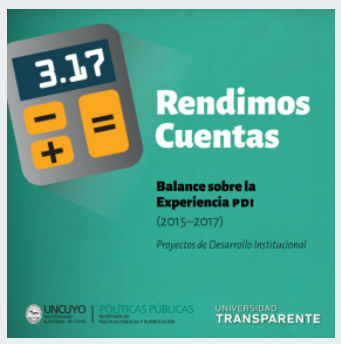 3.17
Rendimos
Cuentas
Balance sobre la
Experiencia PDI
(2015–2017)
Proyectos de Desarrollo Institucional
UNCUYO
UNIVERSIDAD
NACIONAL DE CUYO
POLÍTICAS PÚBLICAS
SECRETARÍA DE
POLÍTICAS PÚBLICAS Y PLANIFICACIÓN
UNIVERSIDAD
TRANSPARENTE